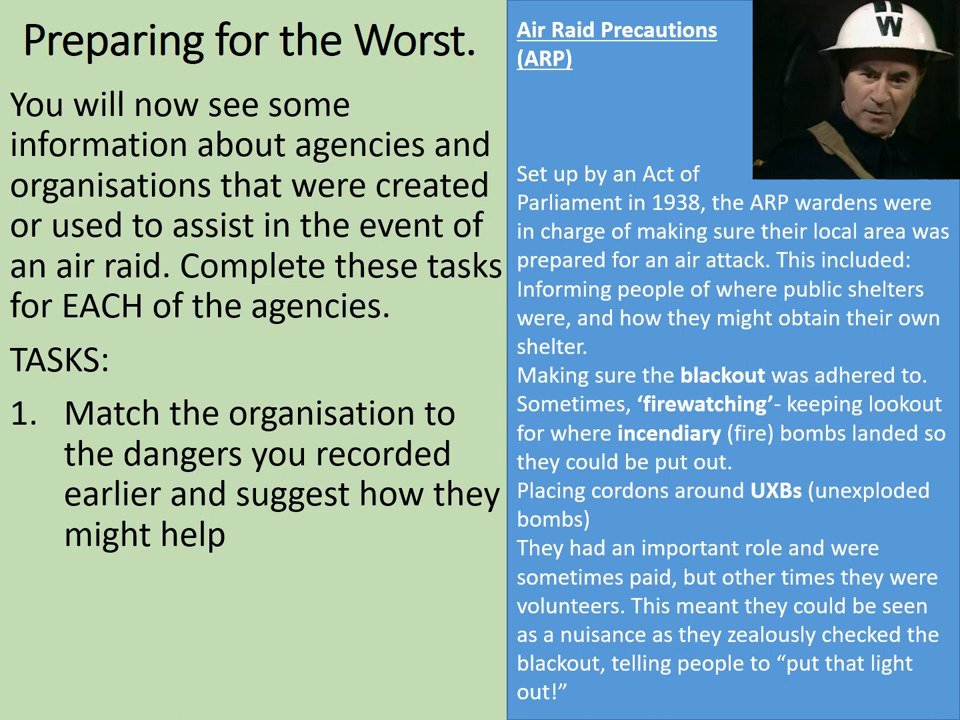 Preparing for the Worst.
You will now see some
information about agencies and
organisations that were created
or used to assist in the event of
an air raid. Complete these tasks
for EACH of the agencies.
TASKS:
1. Match the organisation to
the dangers you recorded
earlier and suggest how they
might help
Air Raid Precautions
(ARP)
W
Set up by an Act of
Parliament in 1938, the ARP wardens were
in charge of making sure their local area was
prepared for an air attack. This included:
Informing people of where public shelters
were, and how they might obtain their own
shelter.
Making sure the blackout was adhered to.
Sometimes, ‘firewatching’- keeping lookout
for where incendiary (fire) bombs landed so
they could be put out.
Placing cordons around UXBs (unexploded
bombs)
They had an important role and were
sometimes paid, but other times they were
volunteers. This meant they could be seen
as a nuisance as they zealously checked the
blackout, telling people to “put that light
out!”